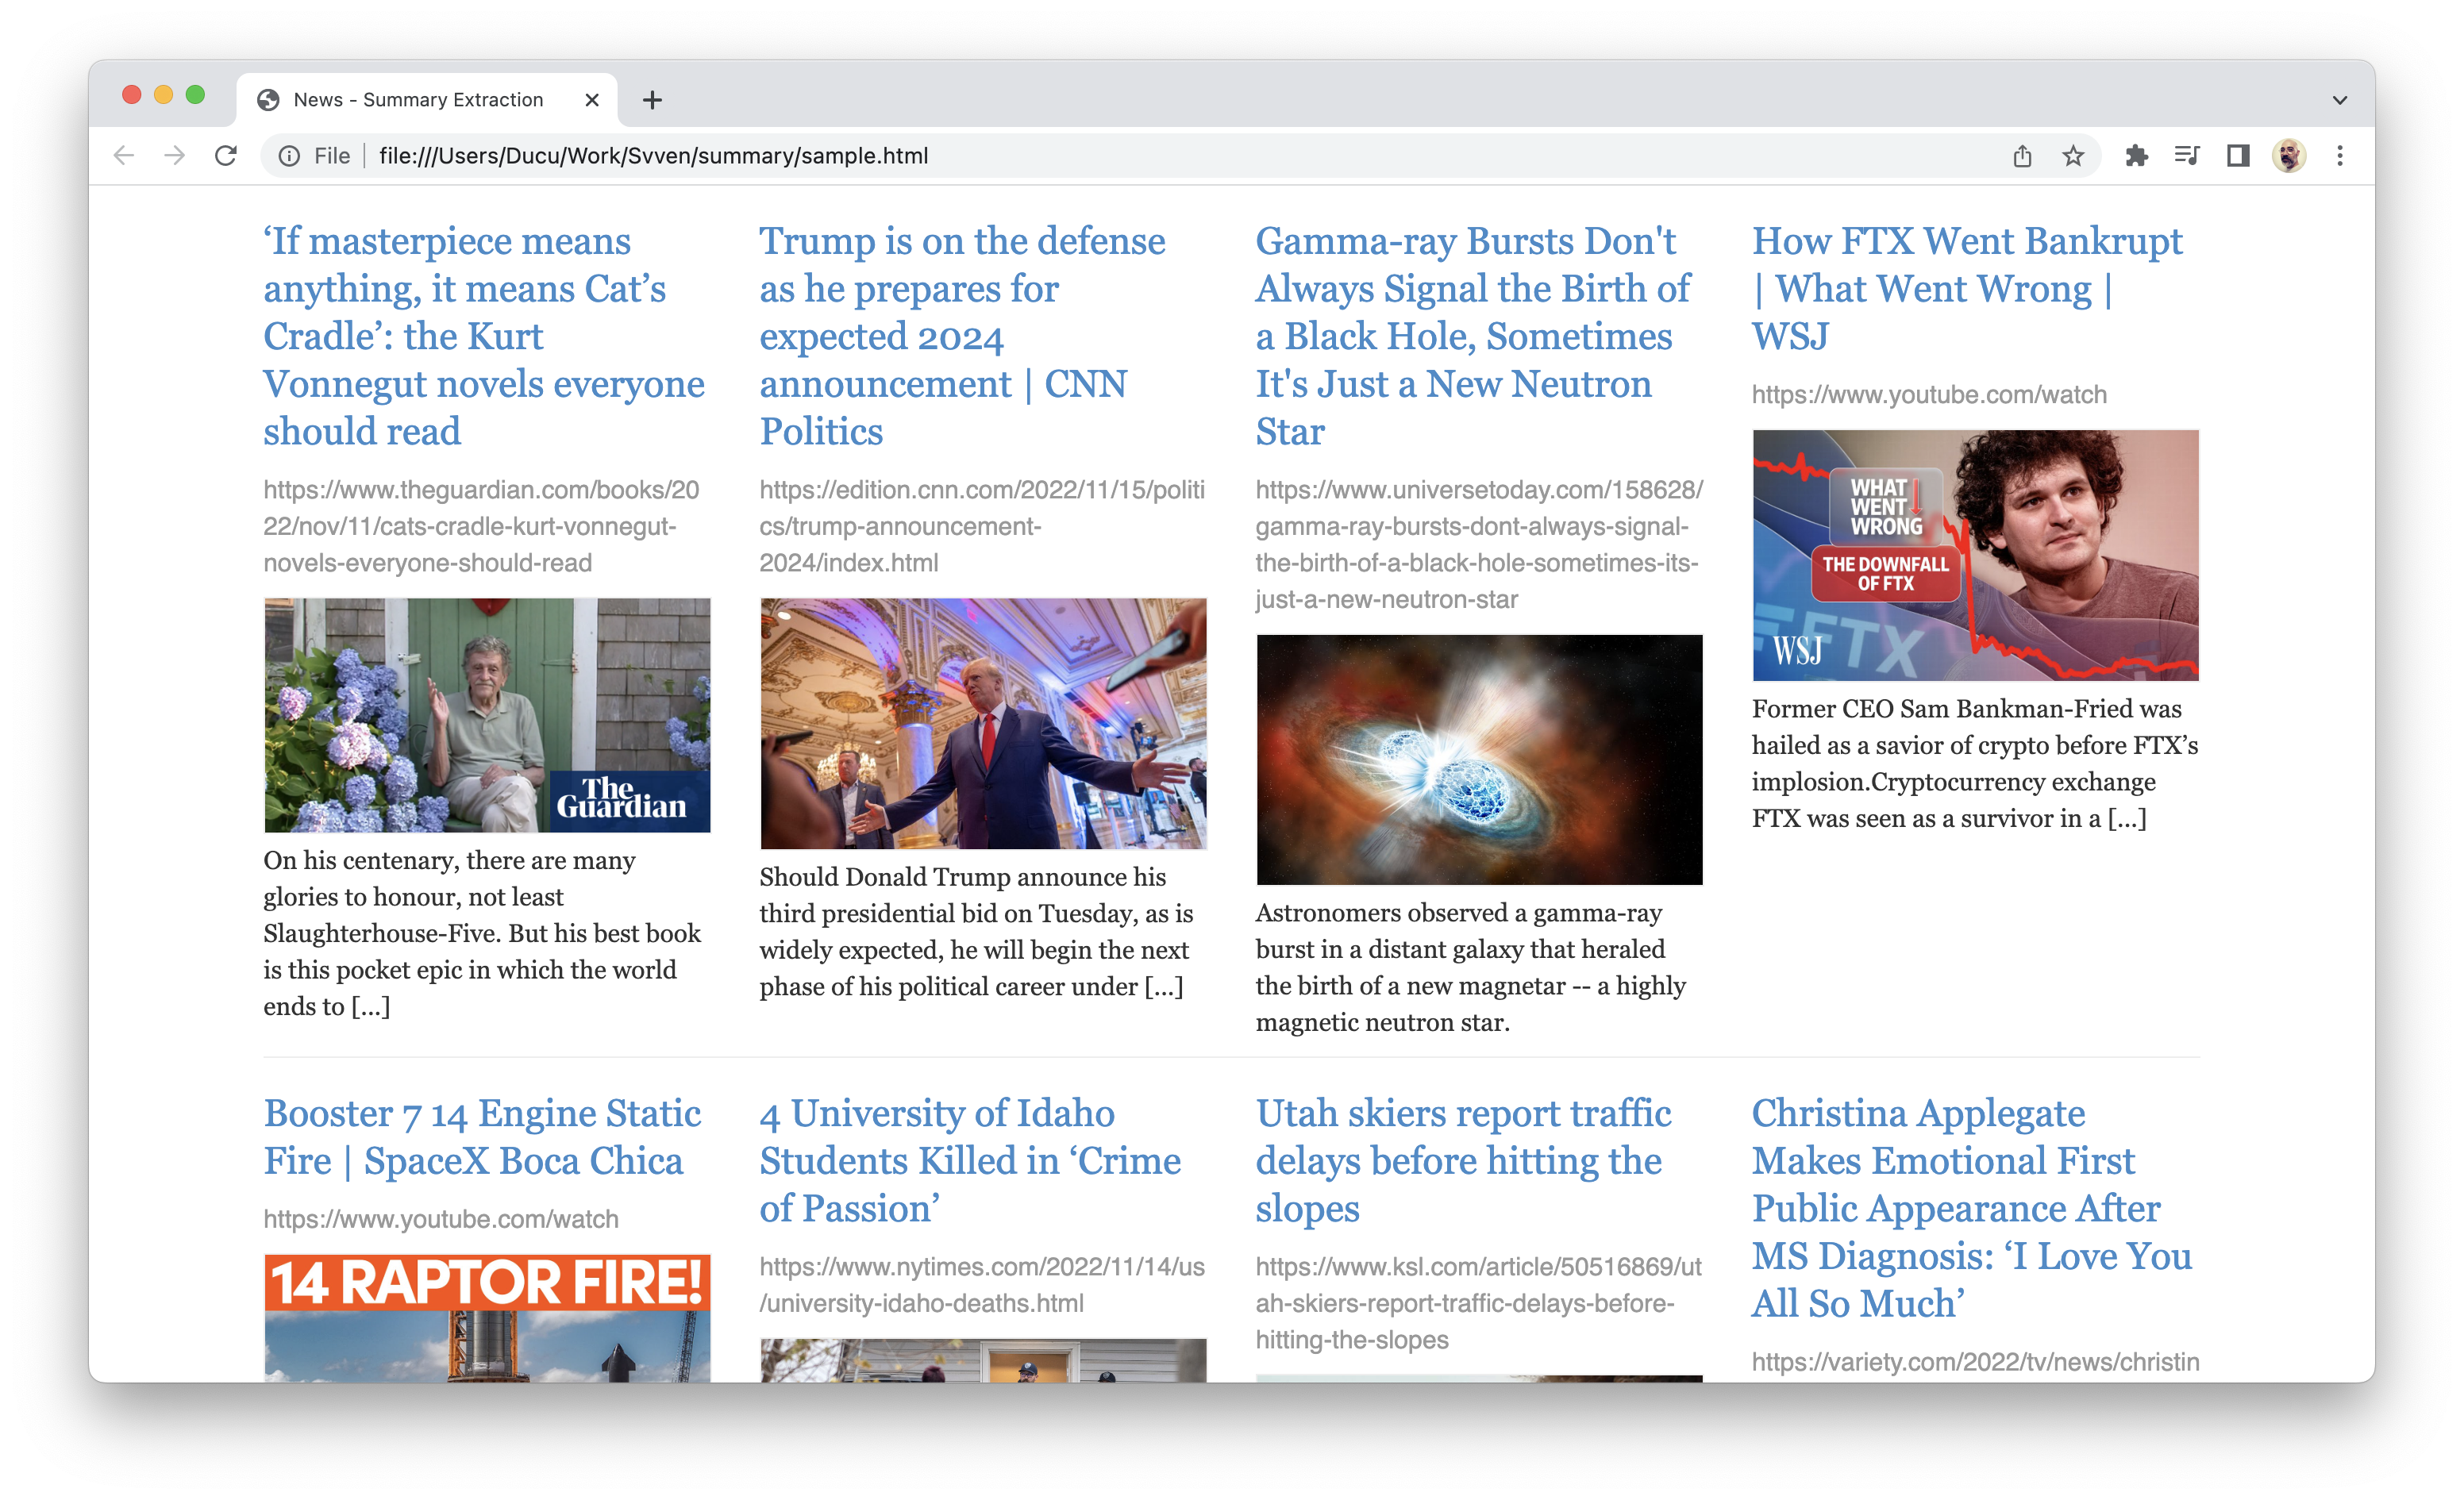 News - Summary Extraction
File
file:///Users/Ducu/Work/Svven/summary/sample.html
‘If masterpiece means
anything, it means Cat’s
Cradle’: the Kurt
Vonnegut novels everyone
should read
https://www.theguardian.com/books/20
22/nov/11/cats-cradle-kurt-vonnegut-
novels-everyone-should-read
The
Guardian
On his centenary, there are many
glories to honour, not least
Slaughterhouse-Five. But his best book
is this pocket epic in which the world
ends to [...]
Trump is on the defense
as he prepares for
expected 2024
announcement | CNN
Politics
https://edition.cnn.com/2022/11/15/politi
cs/trump-announcement-
2024/index.html
Should Donald Trump announce his
third presidential bid on Tuesday, as is
widely expected, he will begin the next
phase of his political career under [...]
Gamma-ray Bursts Don't
Always Signal the Birth of
a Black Hole, Sometimes
It's Just a New Neutron
Star
https://www.universetoday.com/158628/
gamma-ray-bursts-dont-always-signal-
the-birth-of-a-black-hole-sometimes-its-
just-a-new-neutron-star
Astronomers observed a gamma-ray
burst in a distant galaxy that heraled
the birth of a new magnetar -- a highly
magnetic neutron star.
How FTX Went Bankrupt
| What Went Wrong |
WSJ
https://www.youtube.com/watch
WHAT
WENT
WRONG
THE DOWNFALL
OF FTX
FTX
WSJ
Former CEO Sam Bankman-Fried was
hailed as a savior of crypto before FTX’s
implosion.Cryptocurrency exchange
FTX was seen as a survivor in a [...]
Booster 7 14 Engine Static
Fire | SpaceX Boca Chica
https://www.youtube.com/watch
14 RAPTOR FIRE!
4 University of Idaho
Students Killed in ‘Crime
of Passion’
https://www.nytimes.com/2022/11/14/us
/university-idaho-deaths.html
Utah skiers report traffic
delays before hitting the
slopes
https://www.ksl.com/article/50516869/ut
ah-skiers-report-traffic-delays-before-
hitting-the-slopes
Christina Applegate
Makes Emotional First
Public Appearance After
MS Diagnosis: ‘I Love You
All So Much’
https://variety.com/2022/tv/news/christin